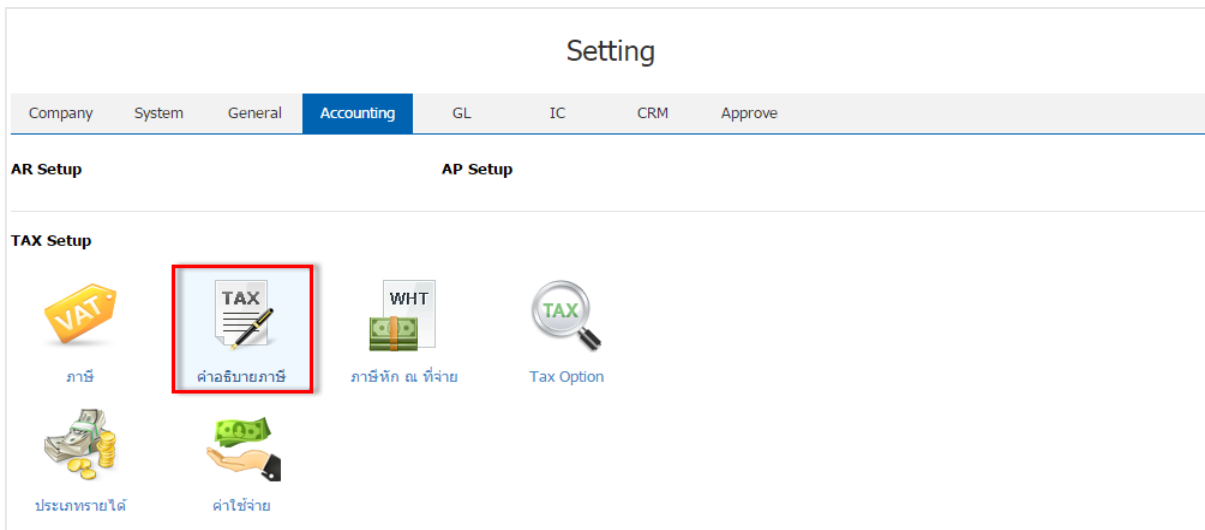 Setting
Company System General Accounting GL IC CRM Approve
AR Setup AP Setup
TAX Setup
VAT TAX WHT TAX
ภาษี คำอธิบายภาษี ภาษีหัก ณ ที่จ่าย Tax Option
ประเภทรายได้ ค่าใช้จ่าย